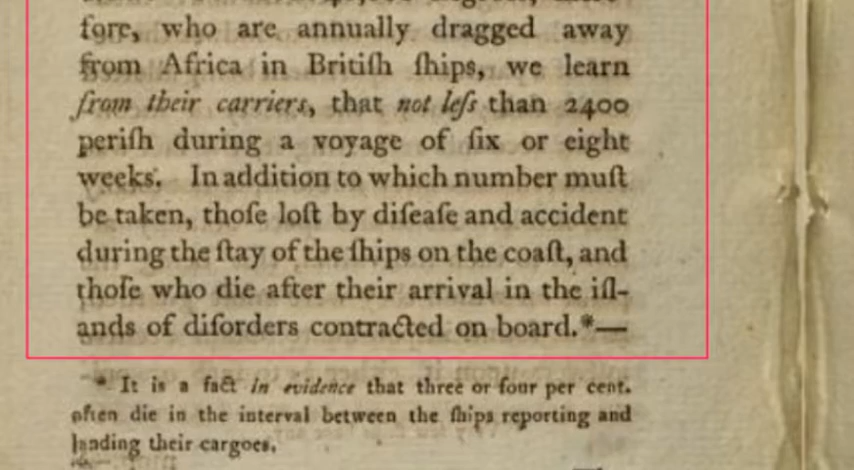 fore, who are annually dragged away
from Africa in Britiſh ſhips, we learn
from their carriers, that not leſs than 2400
periſh during a voyage of ſix or eight
weeks. In addition to which number muſt
be taken, thoſe loſt by diſeaſe and accident
during the ſtay of the ſhips on the coaſt, and
thoſe who die after their arrival in the iſl-
ands of diſorders contracted on board.*—
* It is a fact in evidence that three or four per cent.
often die in the interval between the ſhips reporting and
landing their cargoes.